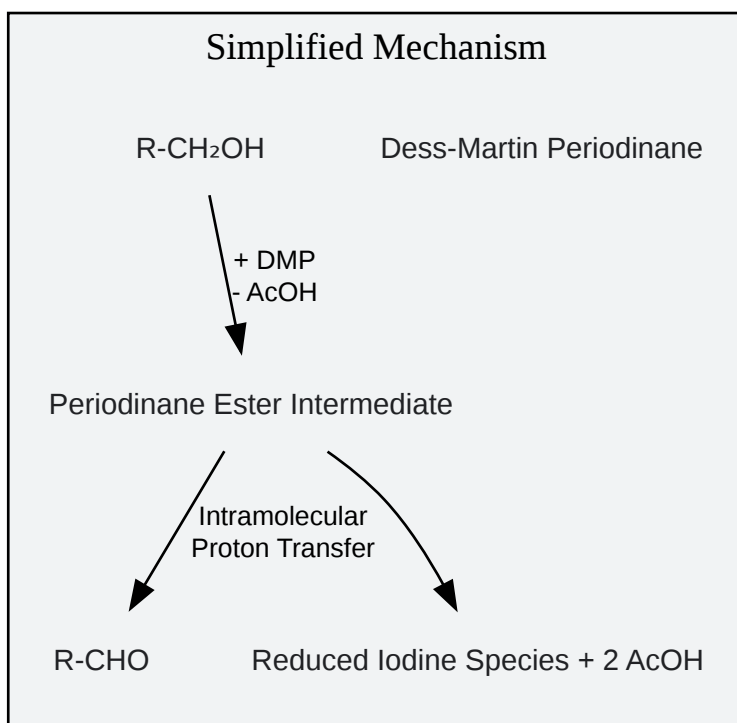 Simplified Mechanism
R-CH₂OH
Dess-Martin Periodinane
+ DMP
- AcOH
Periodinane Ester Intermediate
Intramolecular
Proton Transfer
R-CHO
Reduced Iodine Species + 2 AcOH